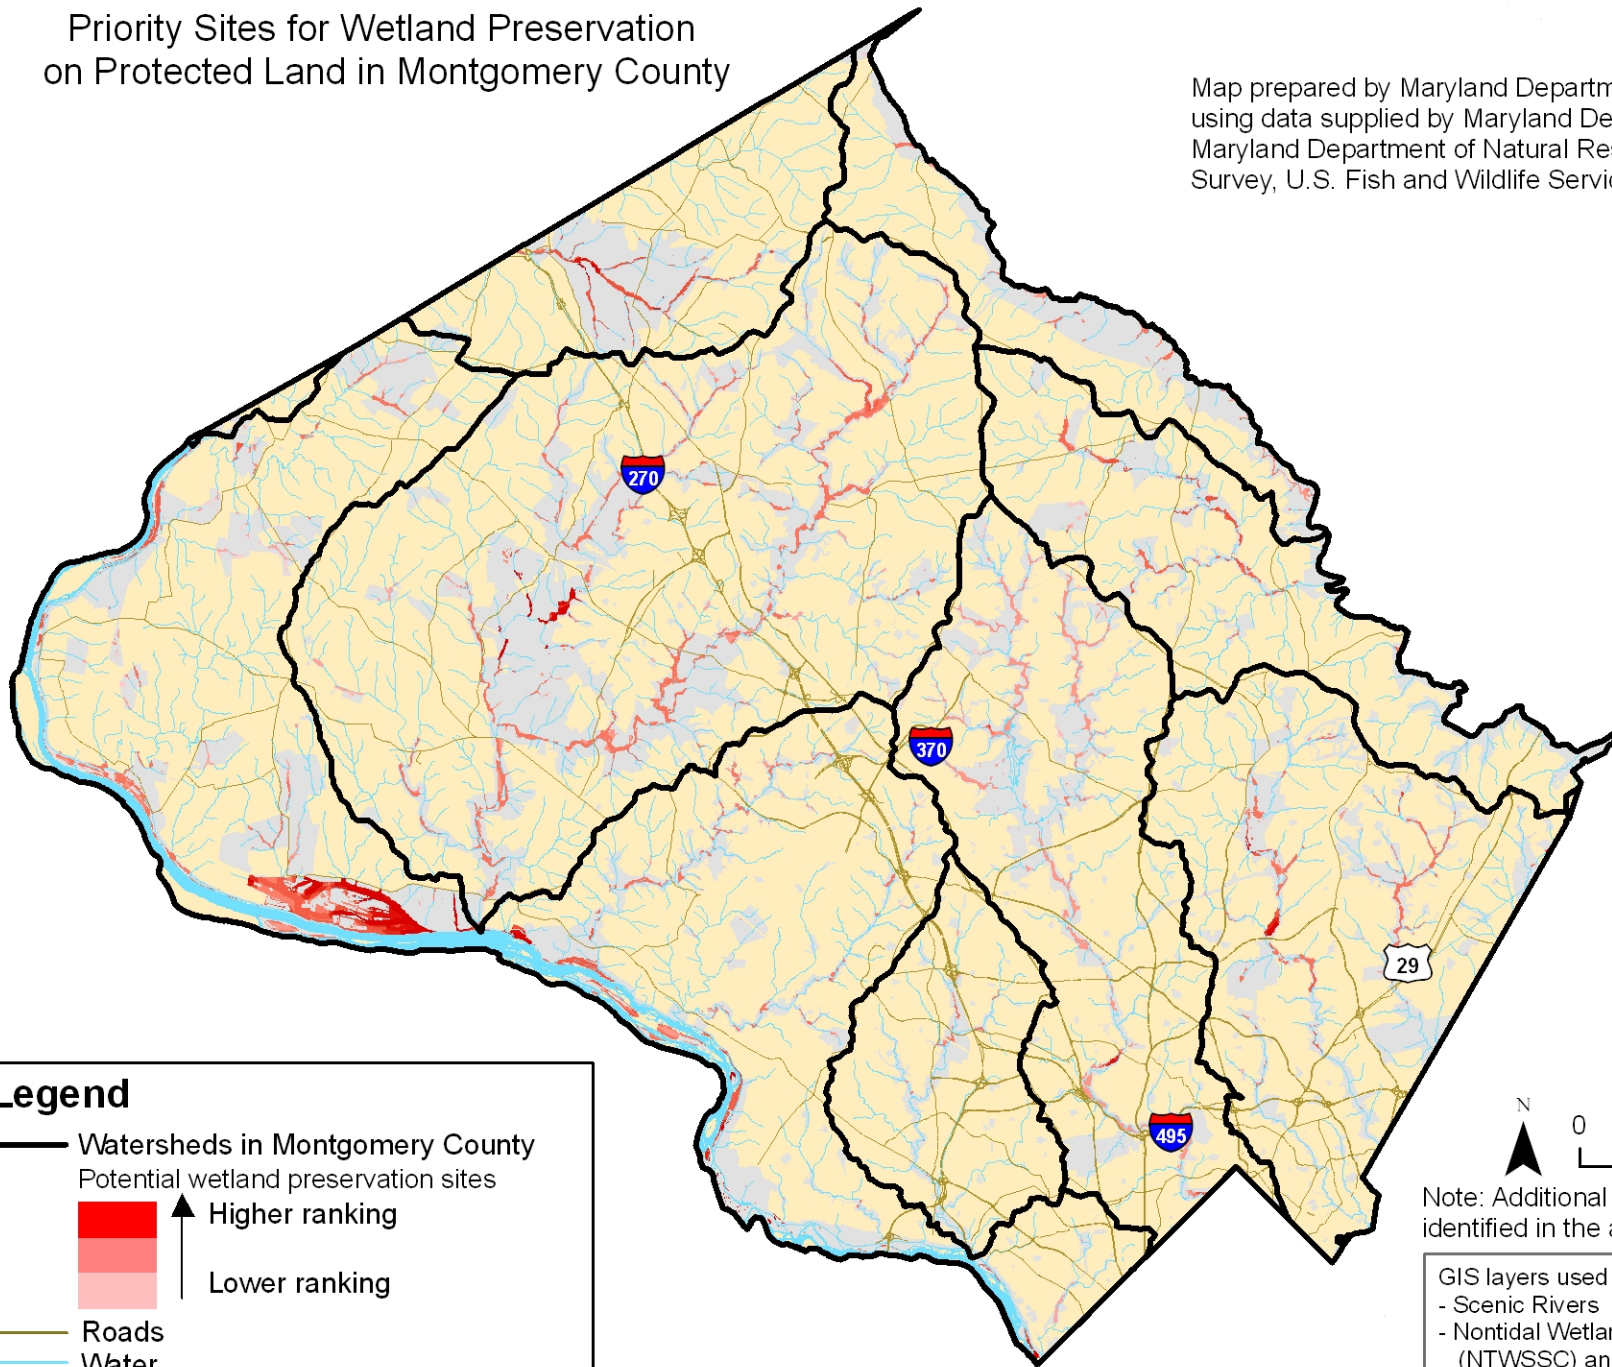 Priority Sites for Wetland Preservation
on Protected Land in Montgomery County
Map prepared by Maryland Departm
using data supplied by Maryland De
Maryland Department of Natural Res
Survey, U.S. Fish and Wildlife Servic
270
370
29
495
Legend
Watersheds in Montgomery County
Potential wetland preservation sites
Higher ranking
Lower ranking
Roads
Water
N
0
Note: Additional
identified in the a
GIS layers used
- Scenic Rivers
- Nontidal Wetlan
(NTWSSC) an